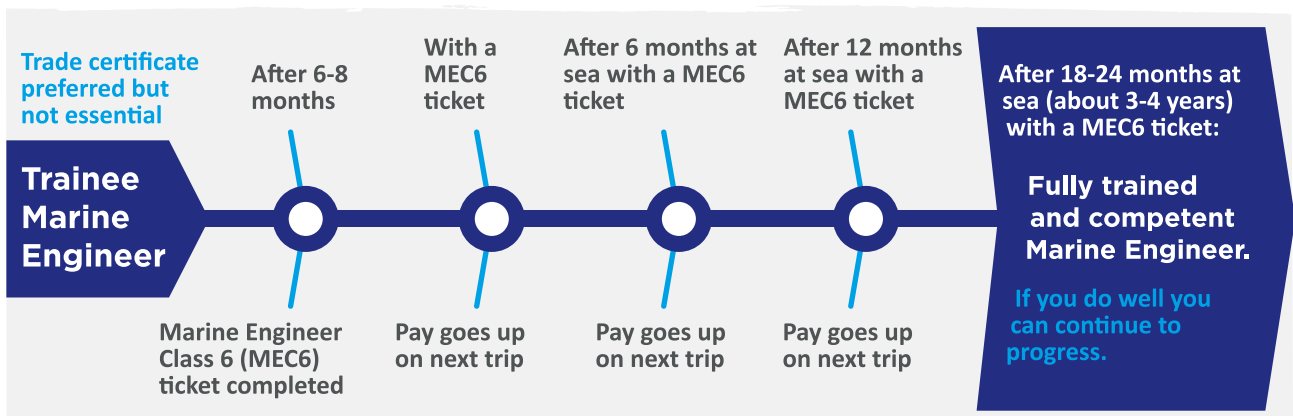 Trade certificate
preferred but
not essential
Trainee
Marine
Engineer
After 6-8
months
Marine Engineer
Class 6 (MEC6)
ticket completed
With a
MEC6
ticket
Pay goes up
on next trip
After 6 months at
sea with a MEC6
ticket
Pay goes up
on next trip
After 12 months
at sea with a
MEC6 ticket
Pay goes up
on next trip
After 18-24 months at
sea (about 3-4 years)
with a MEC6 ticket:
Fully trained
and competent
Marine Engineer.
If you do well you
can continue to
progress.